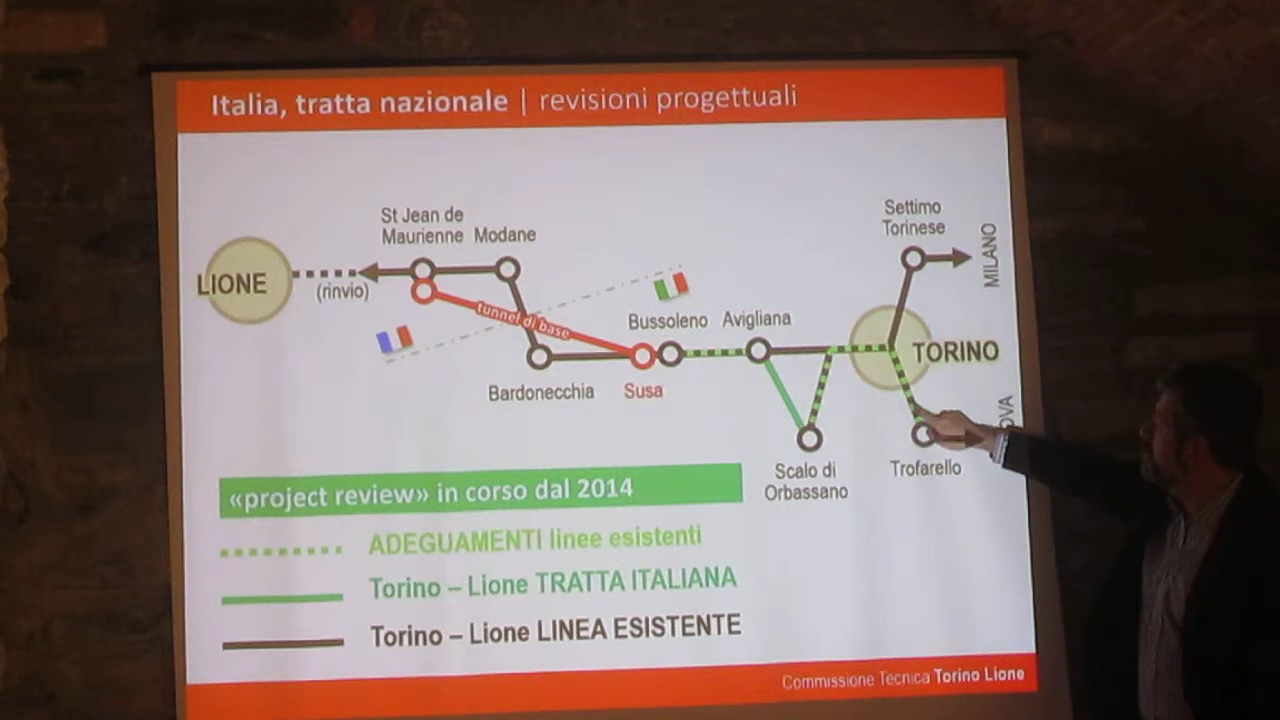 Italia, tratta nazionale | revisioni progettuali
St Jean de
Maurienne
Modane
LIONE
(rinvio)
tunnel di base
Bardonecchia
Susa
Bussoleno
Avigliana
Settimo
Torinese
MILANO
TORINO
OVA
Scalo di
Orbassano
Trofarello
«project review» in corso dal 2014
ADEGUAMENTI linee esistenti
Torino – Lione TRATTA ITALIANA
Torino – Lione LINEA ESISTENTE
Commissione Tecnica Torino Lione